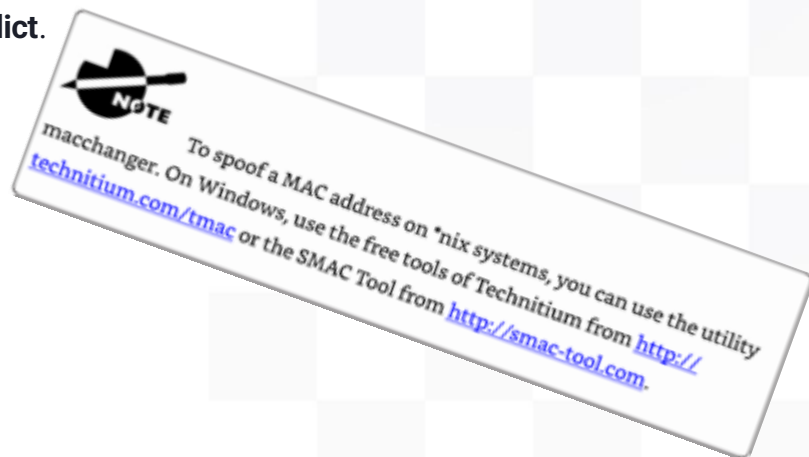 lict.
NOTE
To spoof a MAC address on *nix systems, you can use the utility
macchanger. On Windows, use the free tools of Technitium from http://
technitium.com/tmac or the SMAC Tool from http://smac-tool.com.